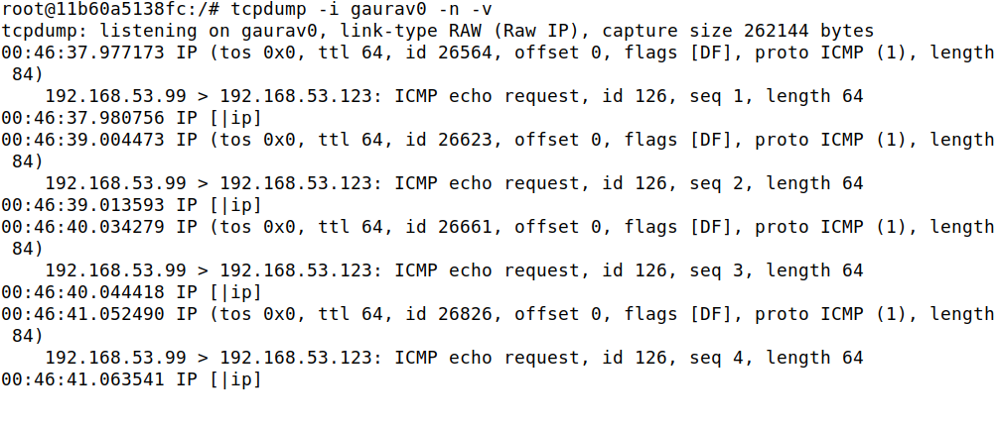 root@11b60a5138fc:/# tcpdump -i gaurav0 -n -v
tcpdump: listening on gaurav0, link-type RAW (Raw IP), capture size 262144 bytes
00:46:37.977173 IP (tos 0x0, ttl 64, id 26564, offset 0, flags [DF], proto ICMP (1), length
 84)
    192.168.53.99 > 192.168.53.123: ICMP echo request, id 126, seq 1, length 64
00:46:37.980756 IP [|ip]
00:46:39.004473 IP (tos 0x0, ttl 64, id 26623, offset 0, flags [DF], proto ICMP (1), length
 84)
    192.168.53.99 > 192.168.53.123: ICMP echo request, id 126, seq 2, length 64
00:46:39.013593 IP [|ip]
00:46:40.034279 IP (tos 0x0, ttl 64, id 26661, offset 0, flags [DF], proto ICMP (1), length
 84)
    192.168.53.99 > 192.168.53.123: ICMP echo request, id 126, seq 3, length 64
00:46:40.044418 IP [|ip]
00:46:41.052490 IP (tos 0x0, ttl 64, id 26826, offset 0, flags [DF], proto ICMP (1), length
 84)
    192.168.53.99 > 192.168.53.123: ICMP echo request, id 126, seq 4, length 64
00:46:41.063541 IP [|ip]